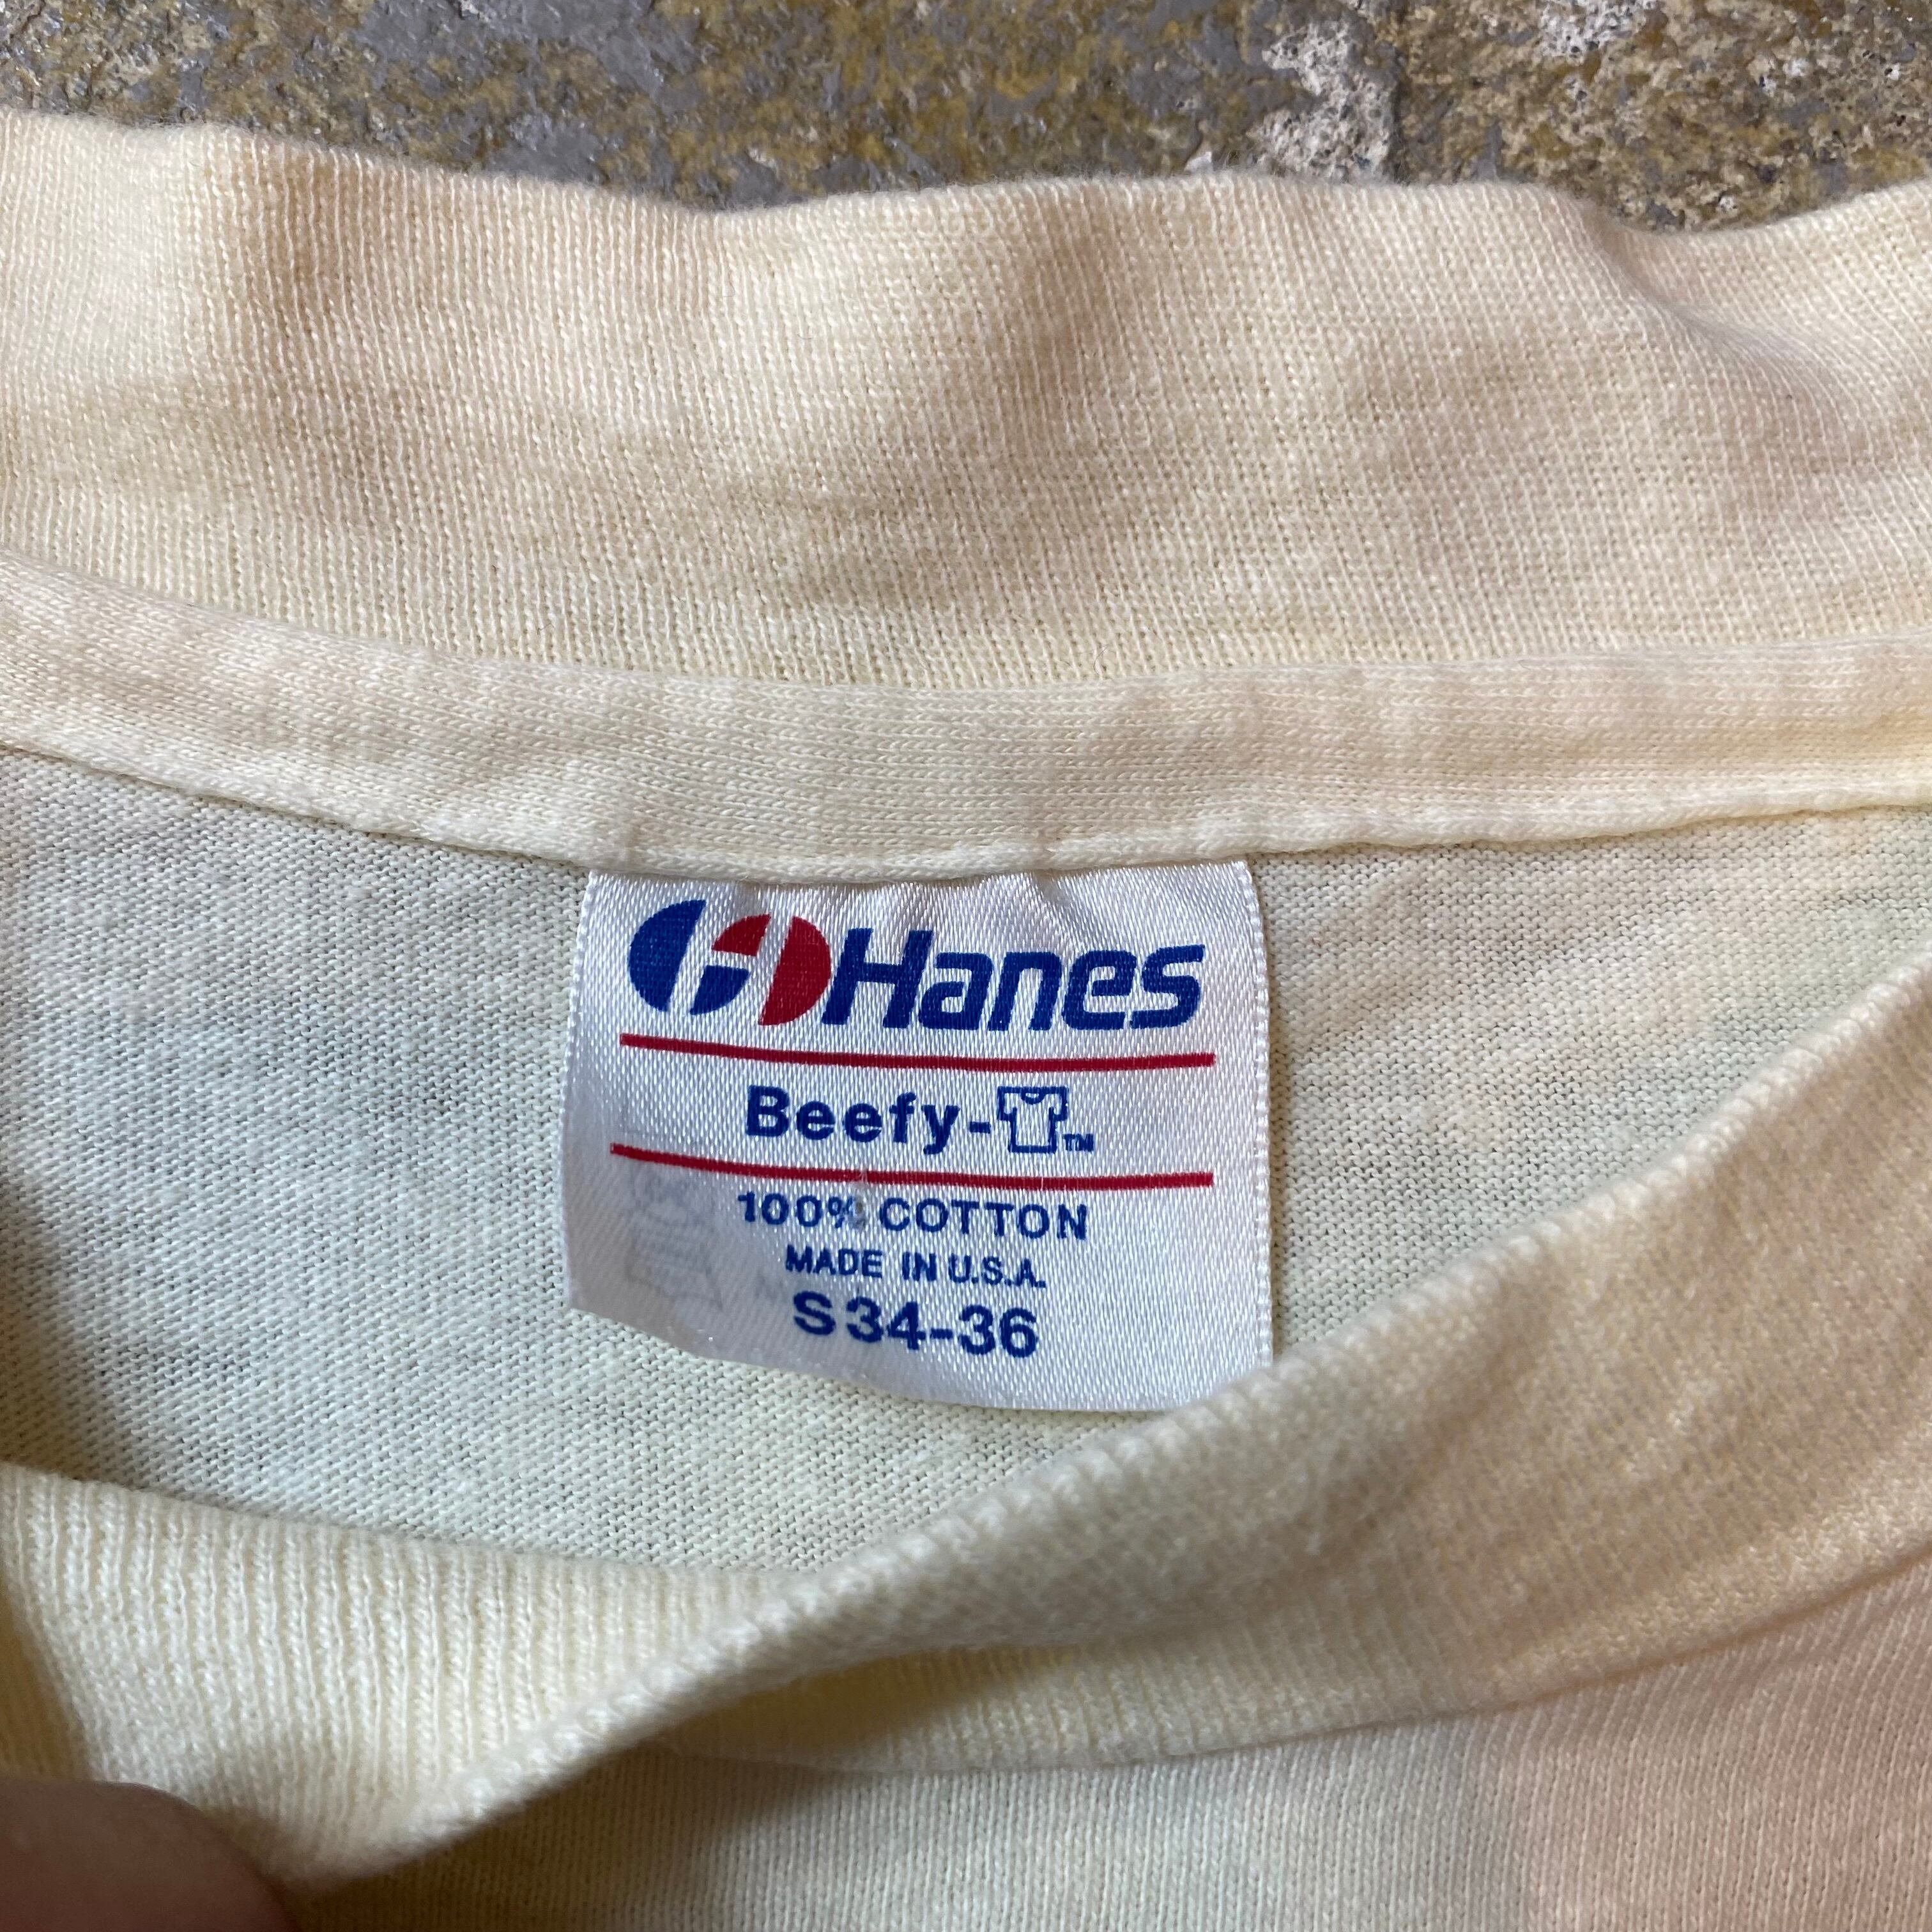 Hanes
Beefy-T™
100% COTTON
MADE IN U.S.A.
S 34-36